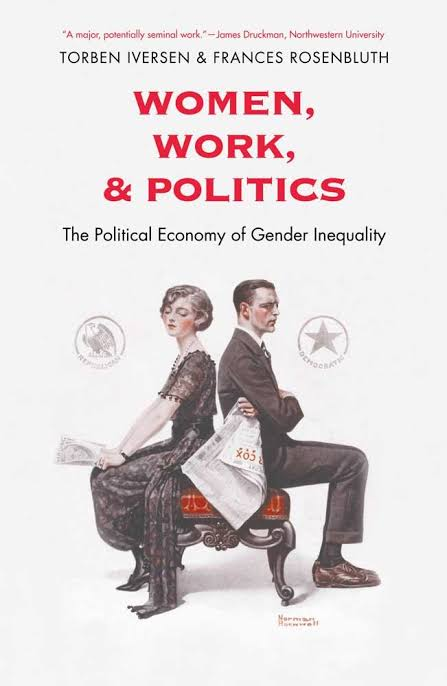 “A major, potentially seminal work.”—James Druckman, Northwestern University
TORBEN IVERSEN & FRANCES ROSENBLUTH
WOMEN,
WORK,
& POLITICS
The Political Economy of Gender Inequality
REPUBLICAN
DEMOCRATIC
COX
Norman
Rockwell